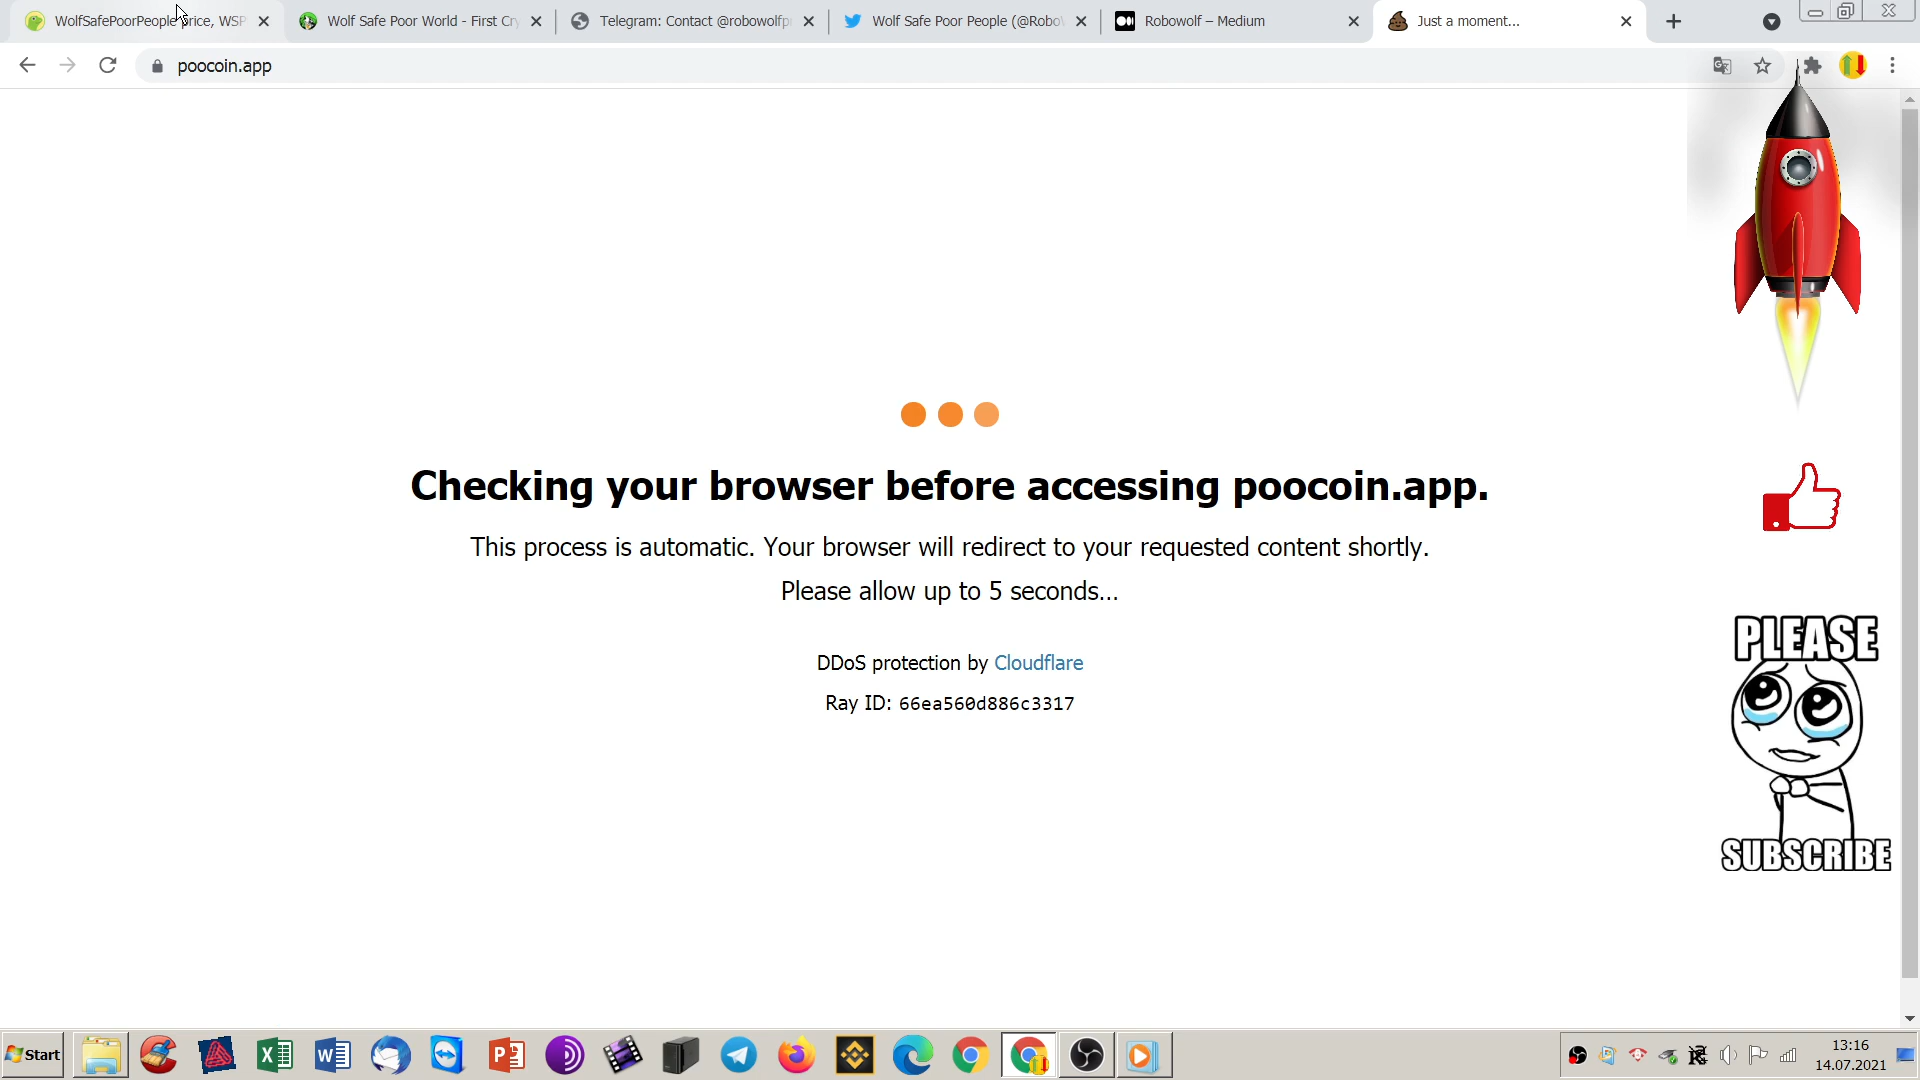 WolfSafePoorPeople Price, WSP
Wolf Safe Poor World - First Cry
Telegram: Contact @robowolfpr
Wolf Safe Poor People (@RoboW
Robowolf – Medium
Just a moment...
poocoin.app
Checking your browser before accessing poocoin.app.
This process is automatic. Your browser will redirect to your requested content shortly.
Please allow up to 5 seconds...
DDoS protection by Cloudflare
Ray ID: 66ea560d886c3317
PLEASE
SUBSCRIBE
Start
13:16
14.07.2021